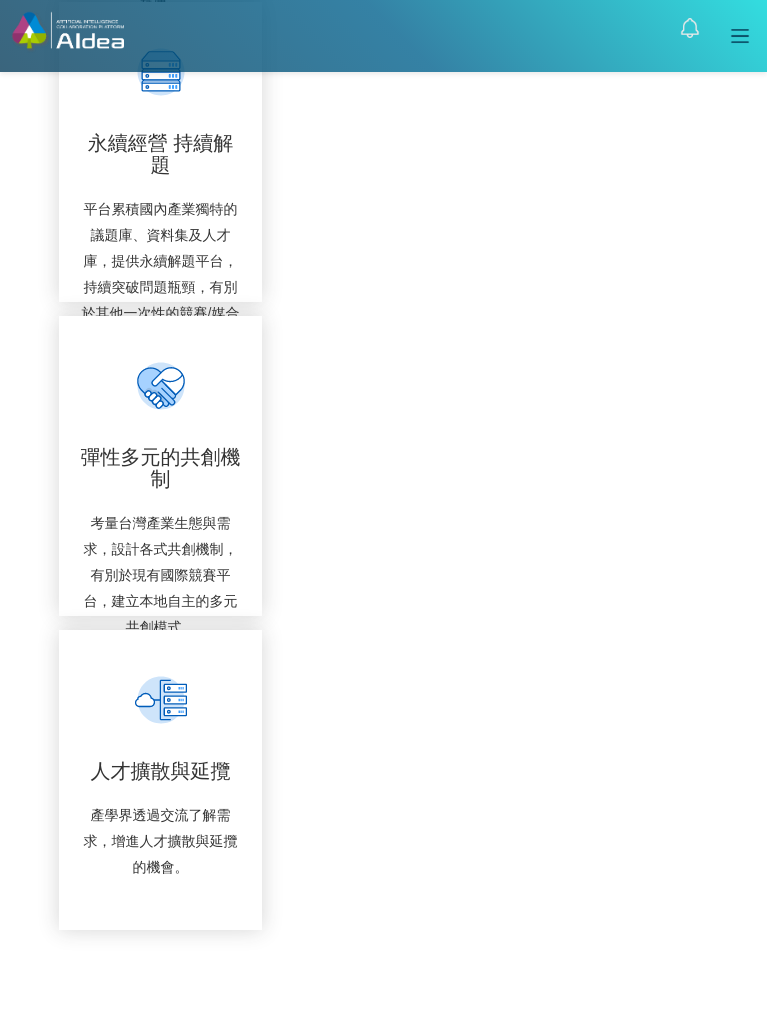 ARTIFICIAL INTELLIGENCE
COLLABORATION PLATFORM
AIdea
永續經營 持續解
題
平台累積國內產業獨特的
議題庫、資料集及人才
庫，提供永續解題平台，
持續突破問題瓶頸，有別
於其他一次性的競賽/媒合
彈性多元的共創機
制
考量台灣產業生態與需
求，設計各式共創機制，
有別於現有國際競賽平
台，建立本地自主的多元
共創模式
人才擴散與延攬
產學界透過交流了解需
求，增進人才擴散與延攬
的機會。